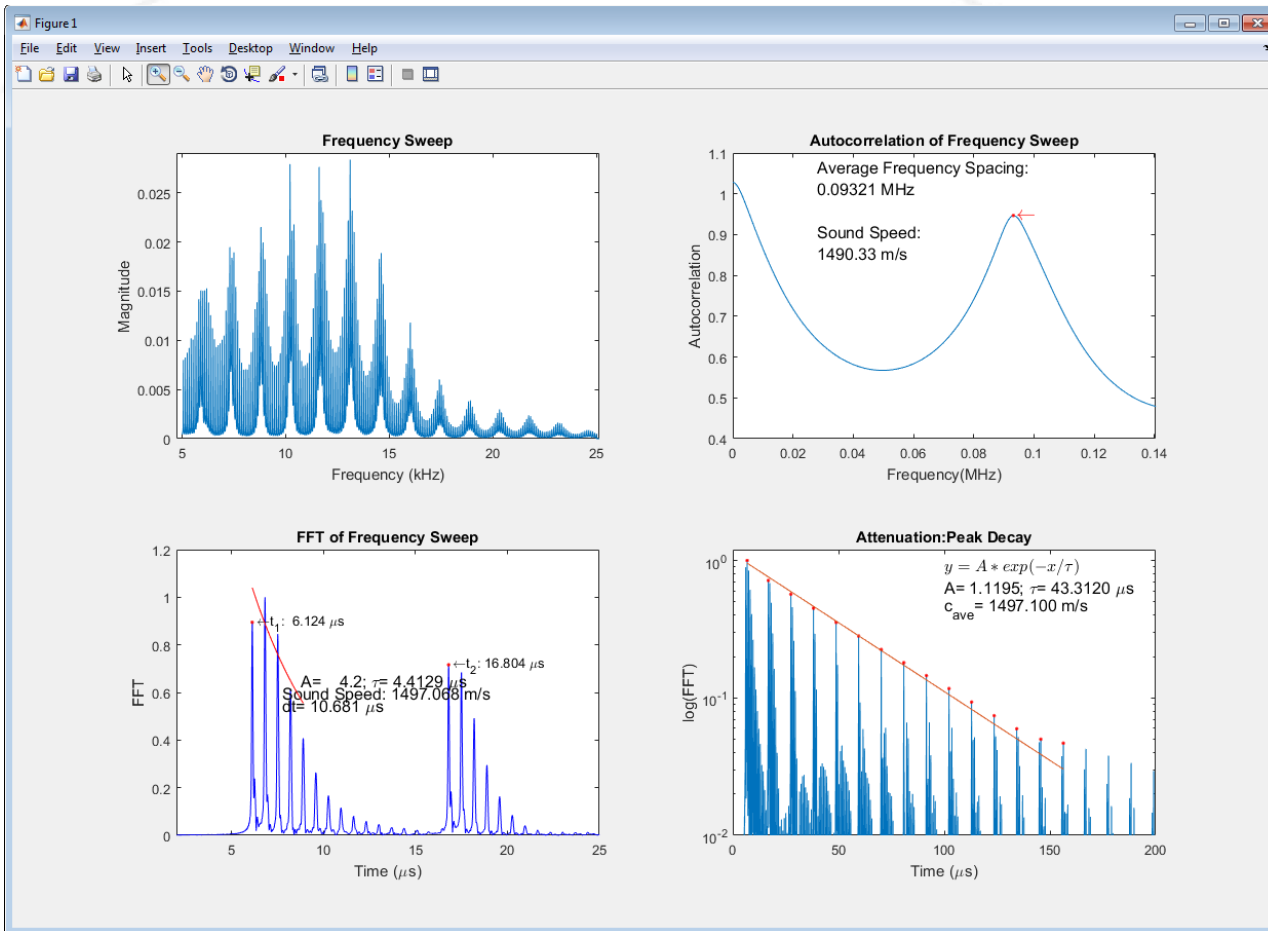 Figure 1
File Edit View Insert Tools Desktop Window Help
Frequency Sweep
0.025
0.02
0.015
0.01
0.005
0
Magnitude
5 10 15 20 25
Frequency (kHz)
Autocorrelation of Frequency Sweep
Average Frequency Spacing:
0.09321 MHz
Sound Speed:
1490.33 m/s
1.1
1
0.9
0.8
0.7
0.6
0.5
0.4
Autocorrelation
0 0.02 0.04 0.06 0.08 0.1 0.12 0.14
Frequency(MHz)
FFT of Frequency Sweep
1.2
1
0.8
0.6
0.4
0.2
0
FFT
←t1: 6.124 μs
←t2: 16.804 μs
A= 4.2; τ= 4.4129 μs
Sound Speed: 1497.068 m/s
dt= 10.681 μs
5 10 15 20 25
Time (μs)
Attenuation:Peak Decay
y = A ∗ exp(−x/τ)
A= 1.1195; τ= 43.3120 μs
c_ave= 1497.100 m/s
10^0
10^-1
10^-2
log(FFT)
0 50 100 150 200
Time (μs)